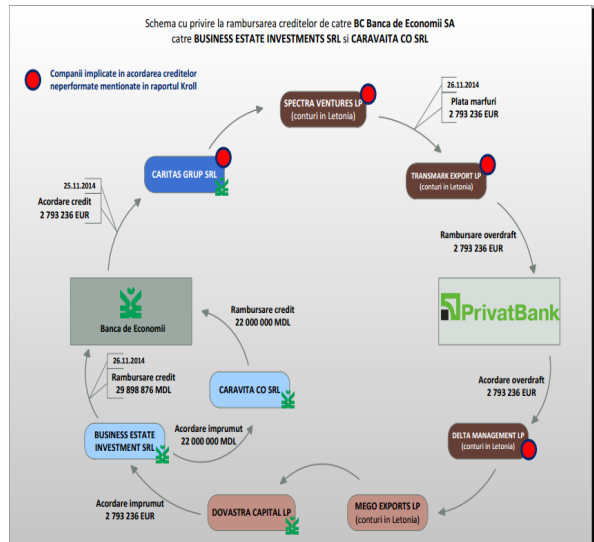 Schema cu privire la rambursarea creditelor de catre BC Banca de Economii SA
catre BUSINESS ESTATE INVESTMENTS SRL si CARAVAITA CO SRL
Companii implicate in acordarea creditelor
neperformate mentionate in raportul Kroll
SPECTRA VENTURES LP
(conturi in Letonia)
26.11.2014
Plata marfuri
2 793 236 EUR
CARITAS GRUP SRL
TRANSMARK EXPORT LP
(conturi in Letonia)
25.11.2014
Acordare credit
2 793 236 EUR
Rambursare overdraft
2 793 236 EUR
Banca de Economii
Rambursare credit
22 000 000 MDL
PrivatBank
26.11.2014
Rambursare credit
29 898 876 MDL
CARAVITA CO SRL
Acordare overdraft
2 793 236 EUR
BUSINESS ESTATE
INVESTMENT SRL
Acordare imprumut
22 000 000 MDL
DELTA MANAGEMENT LP
(conturi in Letonia)
Acordare imprumut
2 793 236 EUR
DOVASTRA CAPITAL LP
MEGO EXPORTS LP
(conturi in Letonia)